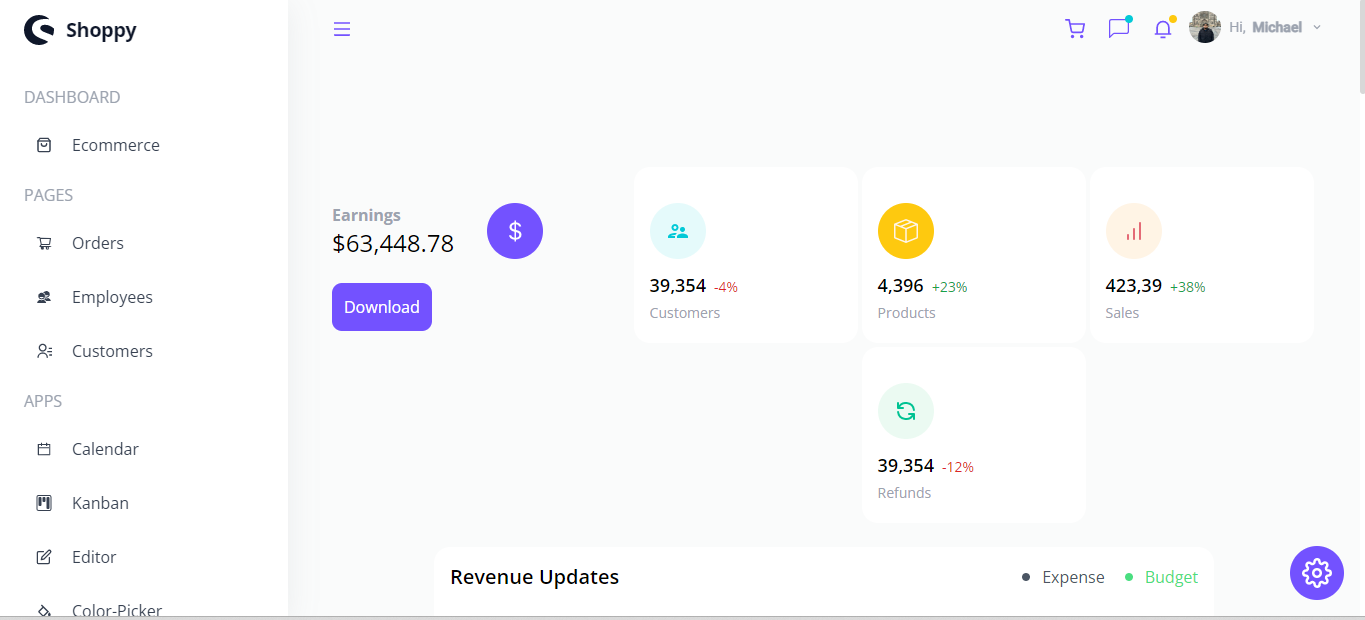 Shoppy
Hi, Michael
DASHBOARD
Ecommerce
PAGES
Orders
Employees
Customers
APPS
Calendar
Kanban
Editor
Color-Picker
Earnings
$63,448.78
$
Download
39,354 -4%
Customers
4,396 +23%
Products
423,39 +38%
Sales
39,354 -12%
Refunds
Revenue Updates
Expense
Budget